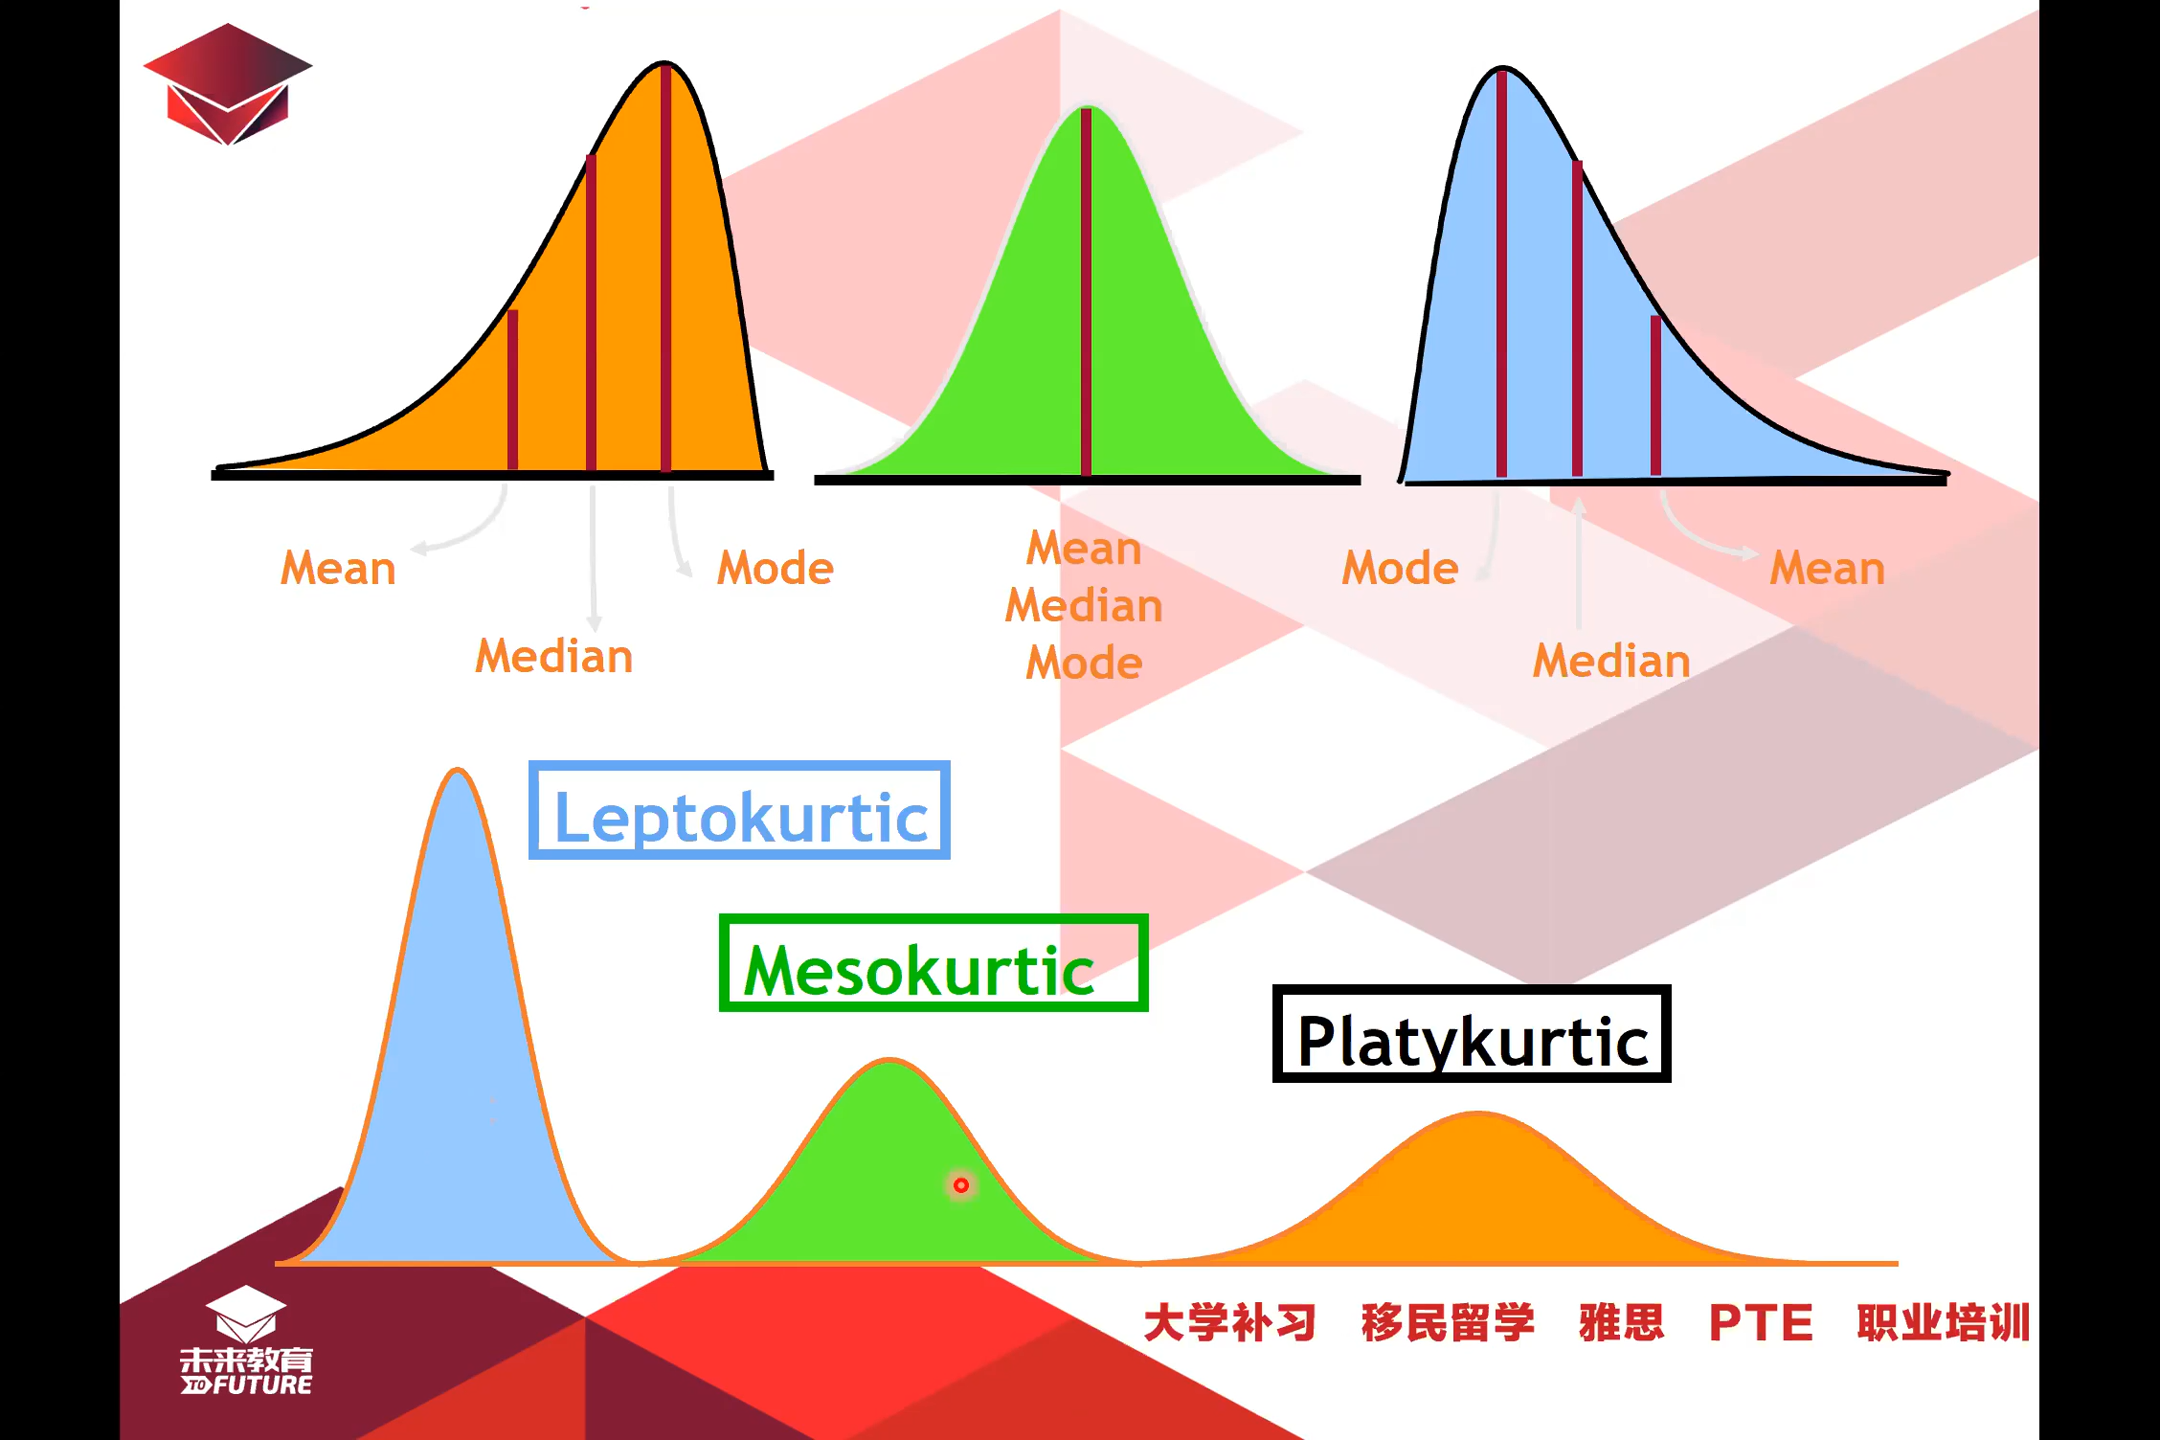 Mean
Mode
Median
Mean
Median
Mode
Mode
Mean
Median
Leptokurtic
Mesokurtic
Platykurtic
大学补习 移民留学 雅思 PTE 职业培训
未来教育
TO FUTURE